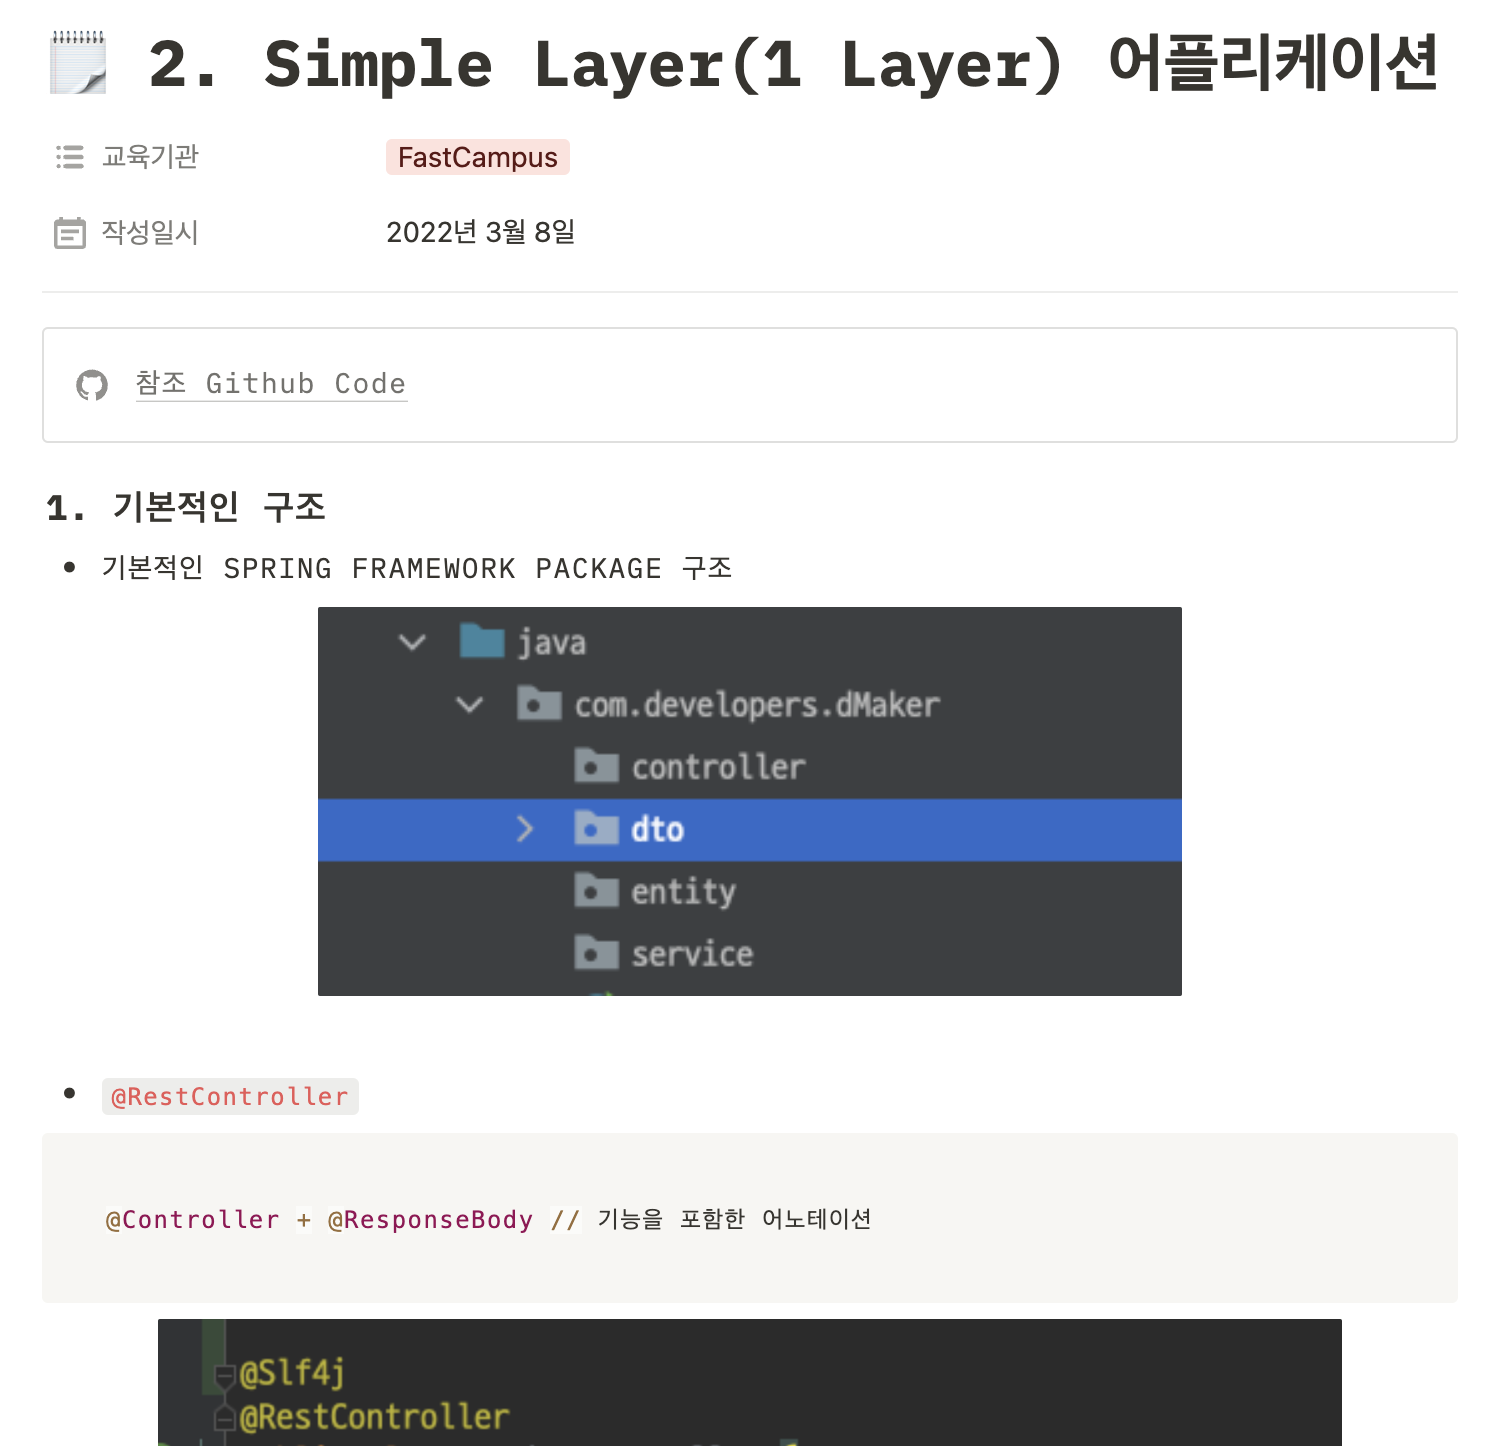 2. Simple Layer(1 Layer) 어플리케이션
교육기관 FastCampus
작성일시 2022년 3월 8일
참조 Github Code
1. 기본적인 구조
기본적인 SPRING FRAMEWORK PACKAGE 구조
java
com.developers.dMaker
controller
dto
entity
service
@RestController
@Controller + @ResponseBody // 기능을 포함한 어노테이션
@Slf4j
@RestController